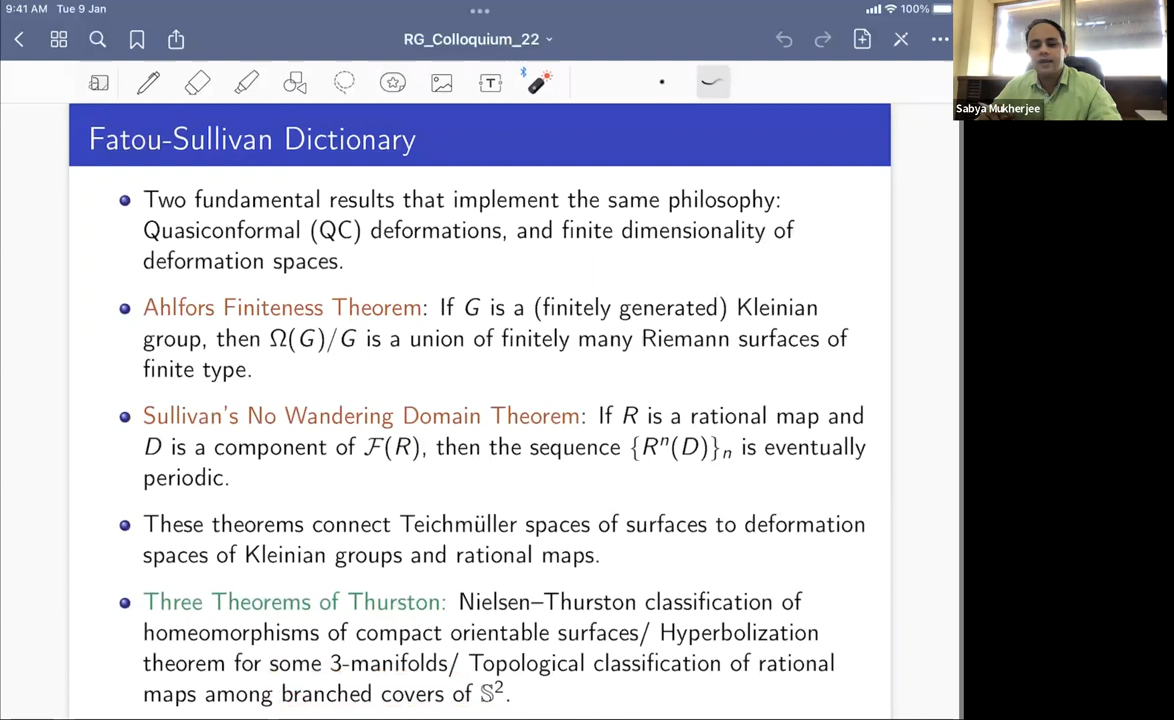 9:41 AM Tue 9 Jan
100%
RG_Colloquium_22
T
Sabya Mukherjee
Fatou-Sullivan Dictionary
Two fundamental results that implement the same philosophy:
Quasiconformal (QC) deformations, and finite dimensionality of
deformation spaces.
Ahlfors Finiteness Theorem: If G is a (finitely generated) Kleinian
group, then Ω(G)/G is a union of finitely many Riemann surfaces of
finite type.
Sullivan's No Wandering Domain Theorem: If R is a rational map and
D is a component of ℱ(R), then the sequence {Rⁿ(D)}ₙ is eventually
periodic.
These theorems connect Teichmüller spaces of surfaces to deformation
spaces of Kleinian groups and rational maps.
Three Theorems of Thurston: Nielsen–Thurston classification of
homeomorphisms of compact orientable surfaces/ Hyperbolization
theorem for some 3-manifolds/ Topological classification of rational
maps among branched covers of 𝕊².